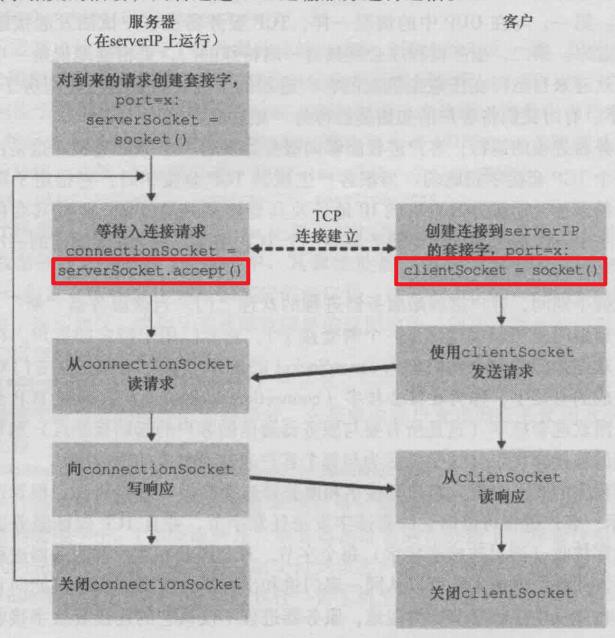 服务器
（在serverIP上运行）
客户
对到来的请求创建套接字，
port=x:
serverSocket =
socket()
等待入连接请求
connectionSocket =
serverSocket.accept()
TCP
连接建立
创建连接到serverIP
的套接字，port=x:
clientSocket = socket()
从connectionSocket
读请求
使用clientSocket
发送请求
向connectionSocket
写响应
从clienSocket
读响应
关闭connectionSocket
关闭clientSocket